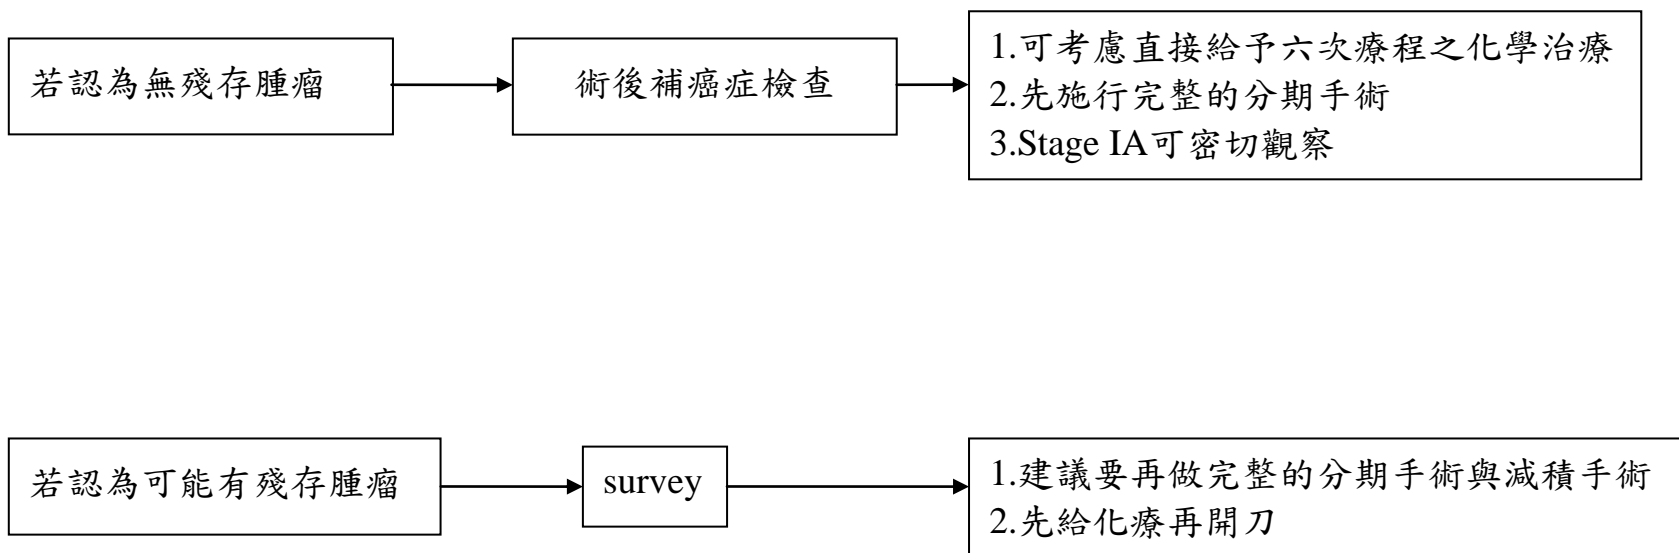 若認為無殘存腫瘤
術後補癌症檢查
1.可考慮直接給予六次療程之化學治療
2.先施行完整的分期手術
3.Stage IA可密切觀察
若認為可能有殘存腫瘤
survey
1.建議要再做完整的分期手術與減積手術
2.先給化療再開刀